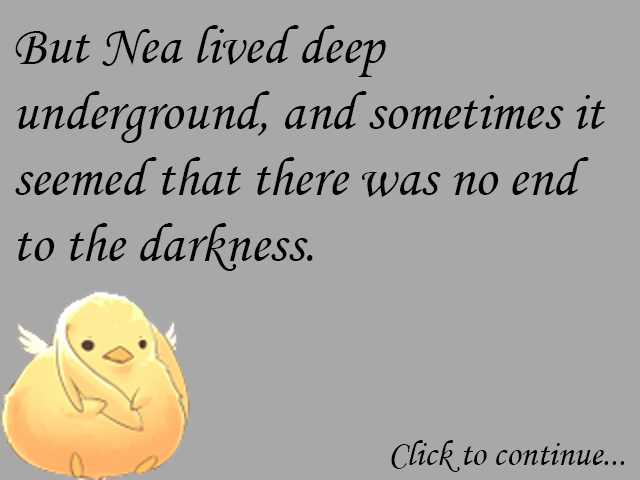 But Nea lived deep
underground, and sometimes it
seemed that there was no end
to the darkness.
Click to continue...